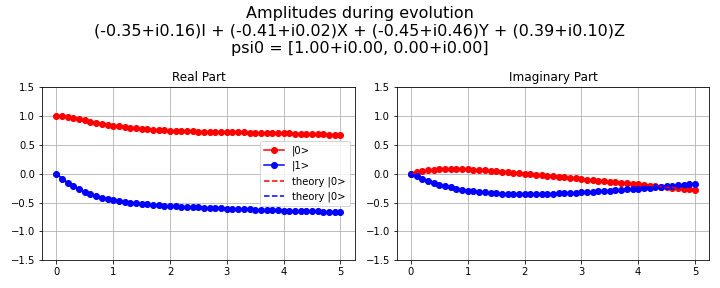 Amplitudes during evolution
(-0.35+i0.16)I + (-0.41+i0.02)X + (-0.45+i0.46)Y + (0.39+i0.10)Z
psi0 = [1.00+i0.00, 0.00+i0.00]
Real Part
1.5
1.0
0.5
0.0
−0.5
−1.0
−1.5
0 1 2 3 4 5
|0>
|1>
theory |0>
theory |0>
Imaginary Part
1.5
1.0
0.5
0.0
−0.5
−1.0
−1.5
0 1 2 3 4 5